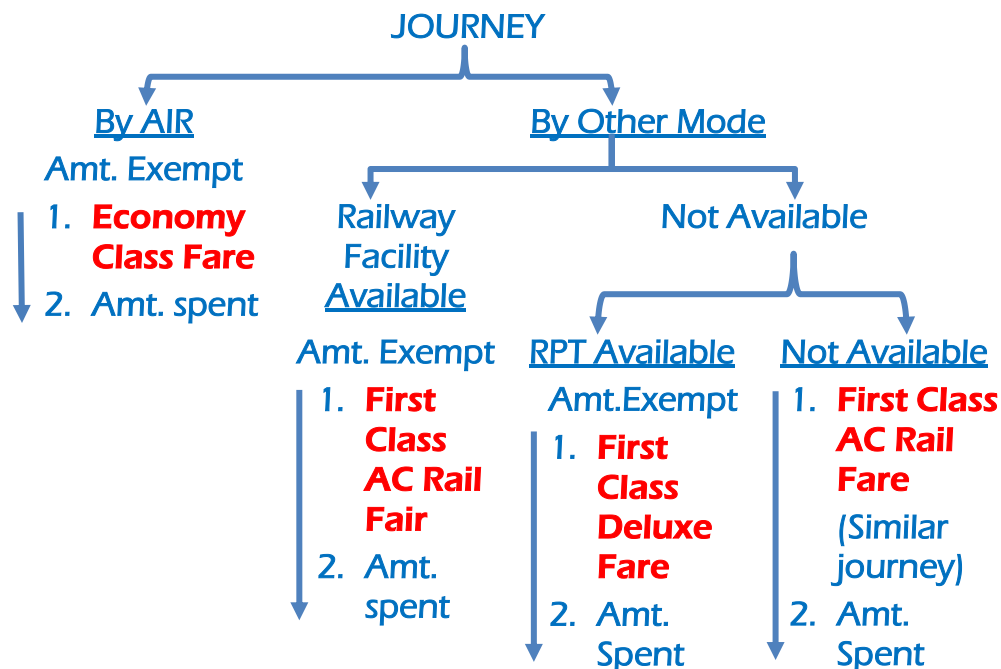 JOURNEY
By AIR
Amt. Exempt
1. Economy
Class Fare
2. Amt. spent
By Other Mode
Railway
Facility
Available
Amt. Exempt
1. First
Class
AC Rail
Fair
2. Amt.
spent
Not Available
RPT Available
Amt.Exempt
1. First
Class
Deluxe
Fare
2. Amt.
Spent
Not Available
1. First Class
AC Rail
Fare
(Similar
journey)
2. Amt.
Spent